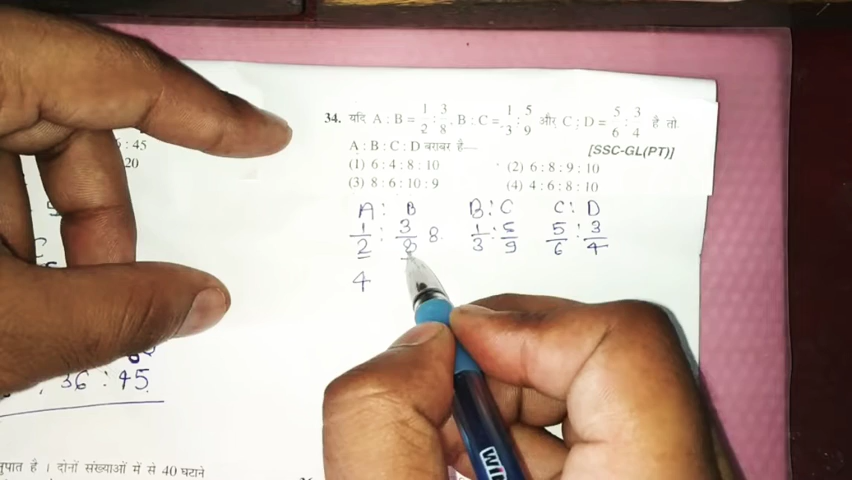 : 45
20
34. यदि A : B = 1/2 : 3/8, B : C = 1/3 : 5/9 और C : D = 5/6 : 3/4 है तो
A : B : C : D बराबर है—
[SSC-GL(PT)]
(1) 6 : 4 : 8 : 10
(2) 6 : 8 : 9 : 10
(3) 8 : 6 : 10 : 9
(4) 4 : 6 : 8 : 10
A : B B : C C : D
1/2 : 3/8 8 1/3 : 5/9 5/6 : 3/4
4
36 : 45
नुपात है । दोनों संख्याओं में से 40 घटाने